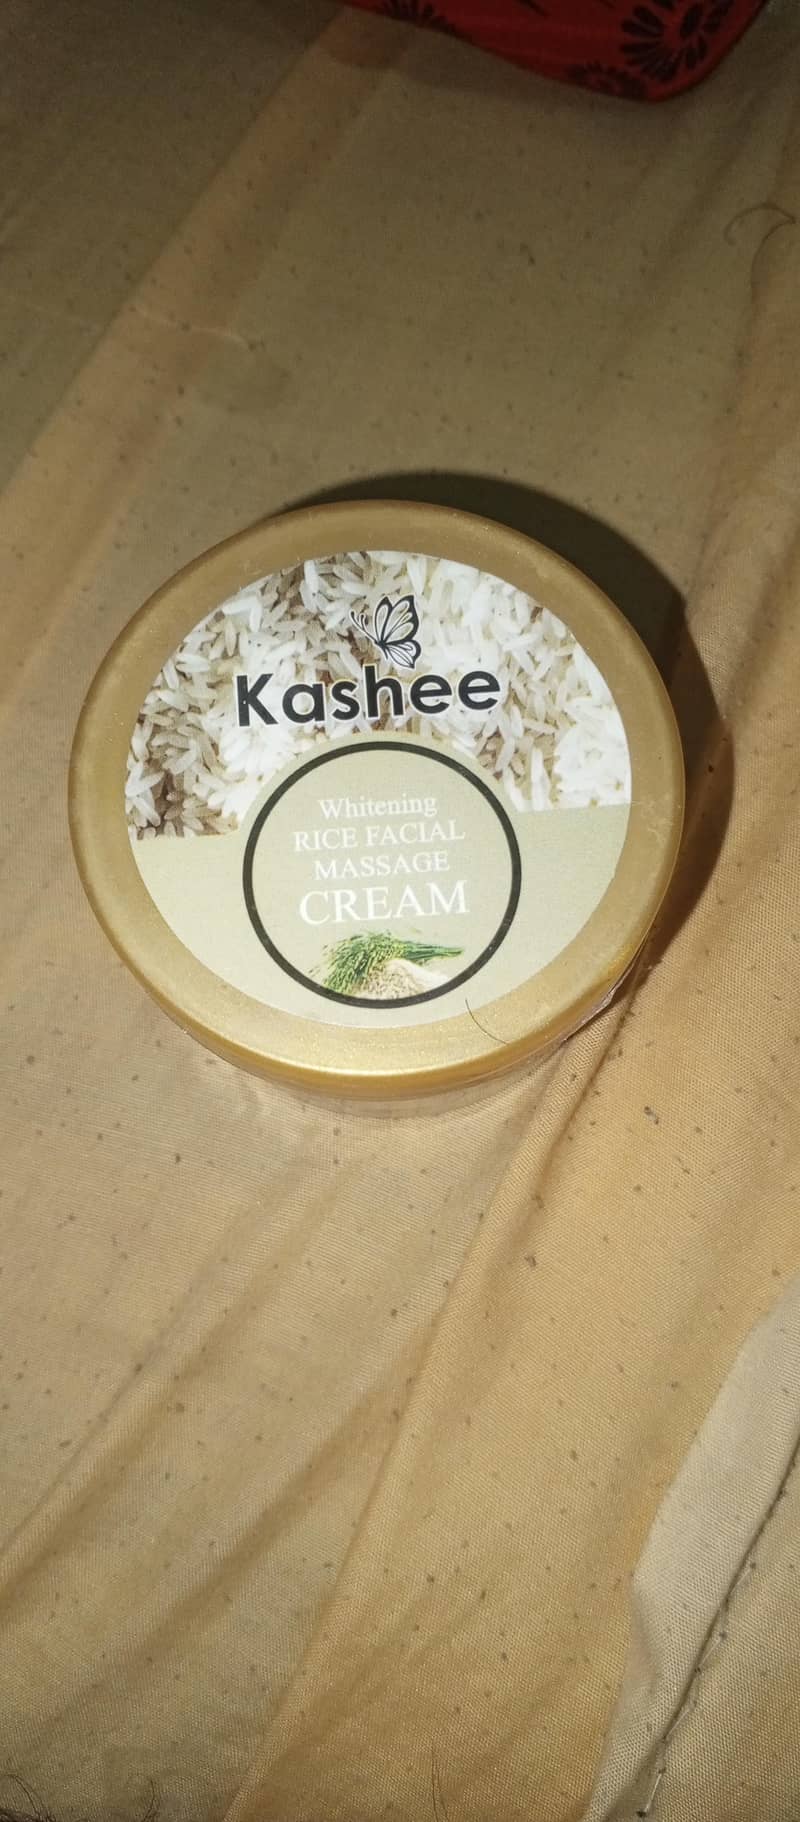 Kashee
Whitening
RICE FACIAL
MASSAGE
CREAM